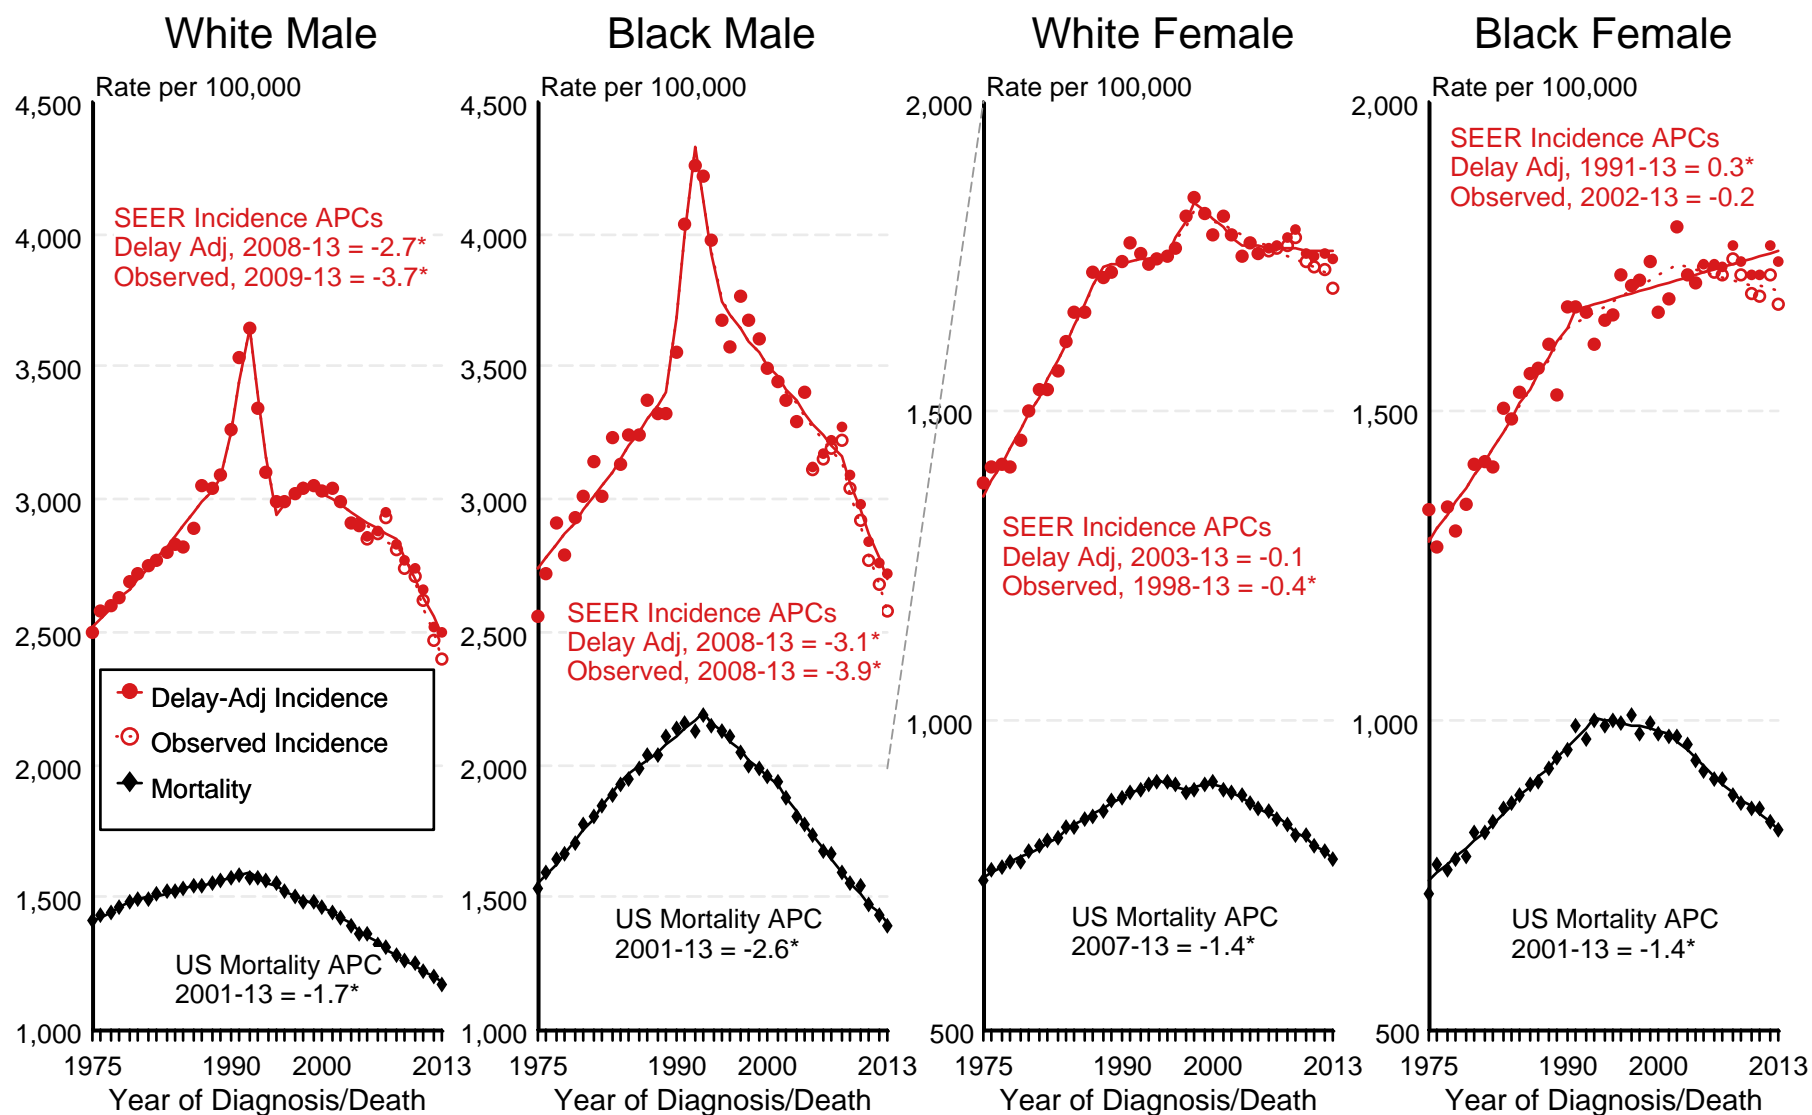 White Male
Rate per 100,000
4,500
4,000
3,500
3,000
2,500
2,000
1,500
1,000
SEER Incidence APCs
Delay Adj, 2008-13 = -2.7*
Observed, 2009-13 = -3.7*
Delay-Adj Incidence
Observed Incidence
Mortality
US Mortality APC
2001-13 = -1.7*
1975
1990
2000
2013
Year of Diagnosis/Death
Black Male
Rate per 100,000
4,500
4,000
3,500
3,000
2,500
2,000
1,500
1,000
SEER Incidence APCs
Delay Adj, 2008-13 = -3.1*
Observed, 2008-13 = -3.9*
US Mortality APC
2001-13 = -2.6*
1975
1990
2000
2013
Year of Diagnosis/Death
White Female
Rate per 100,000
2,000
1,500
1,000
500
SEER Incidence APCs
Delay Adj, 2003-13 = -0.1
Observed, 1998-13 = -0.4*
US Mortality APC
2007-13 = -1.4*
1975
1990
2000
2013
Year of Diagnosis/Death
Black Female
Rate per 100,000
2,000
1,500
1,000
500
SEER Incidence APCs
Delay Adj, 1991-13 = 0.3*
Observed, 2002-13 = -0.2
US Mortality APC
2001-13 = -1.4*
1975
1990
2000
2013
Year of Diagnosis/Death